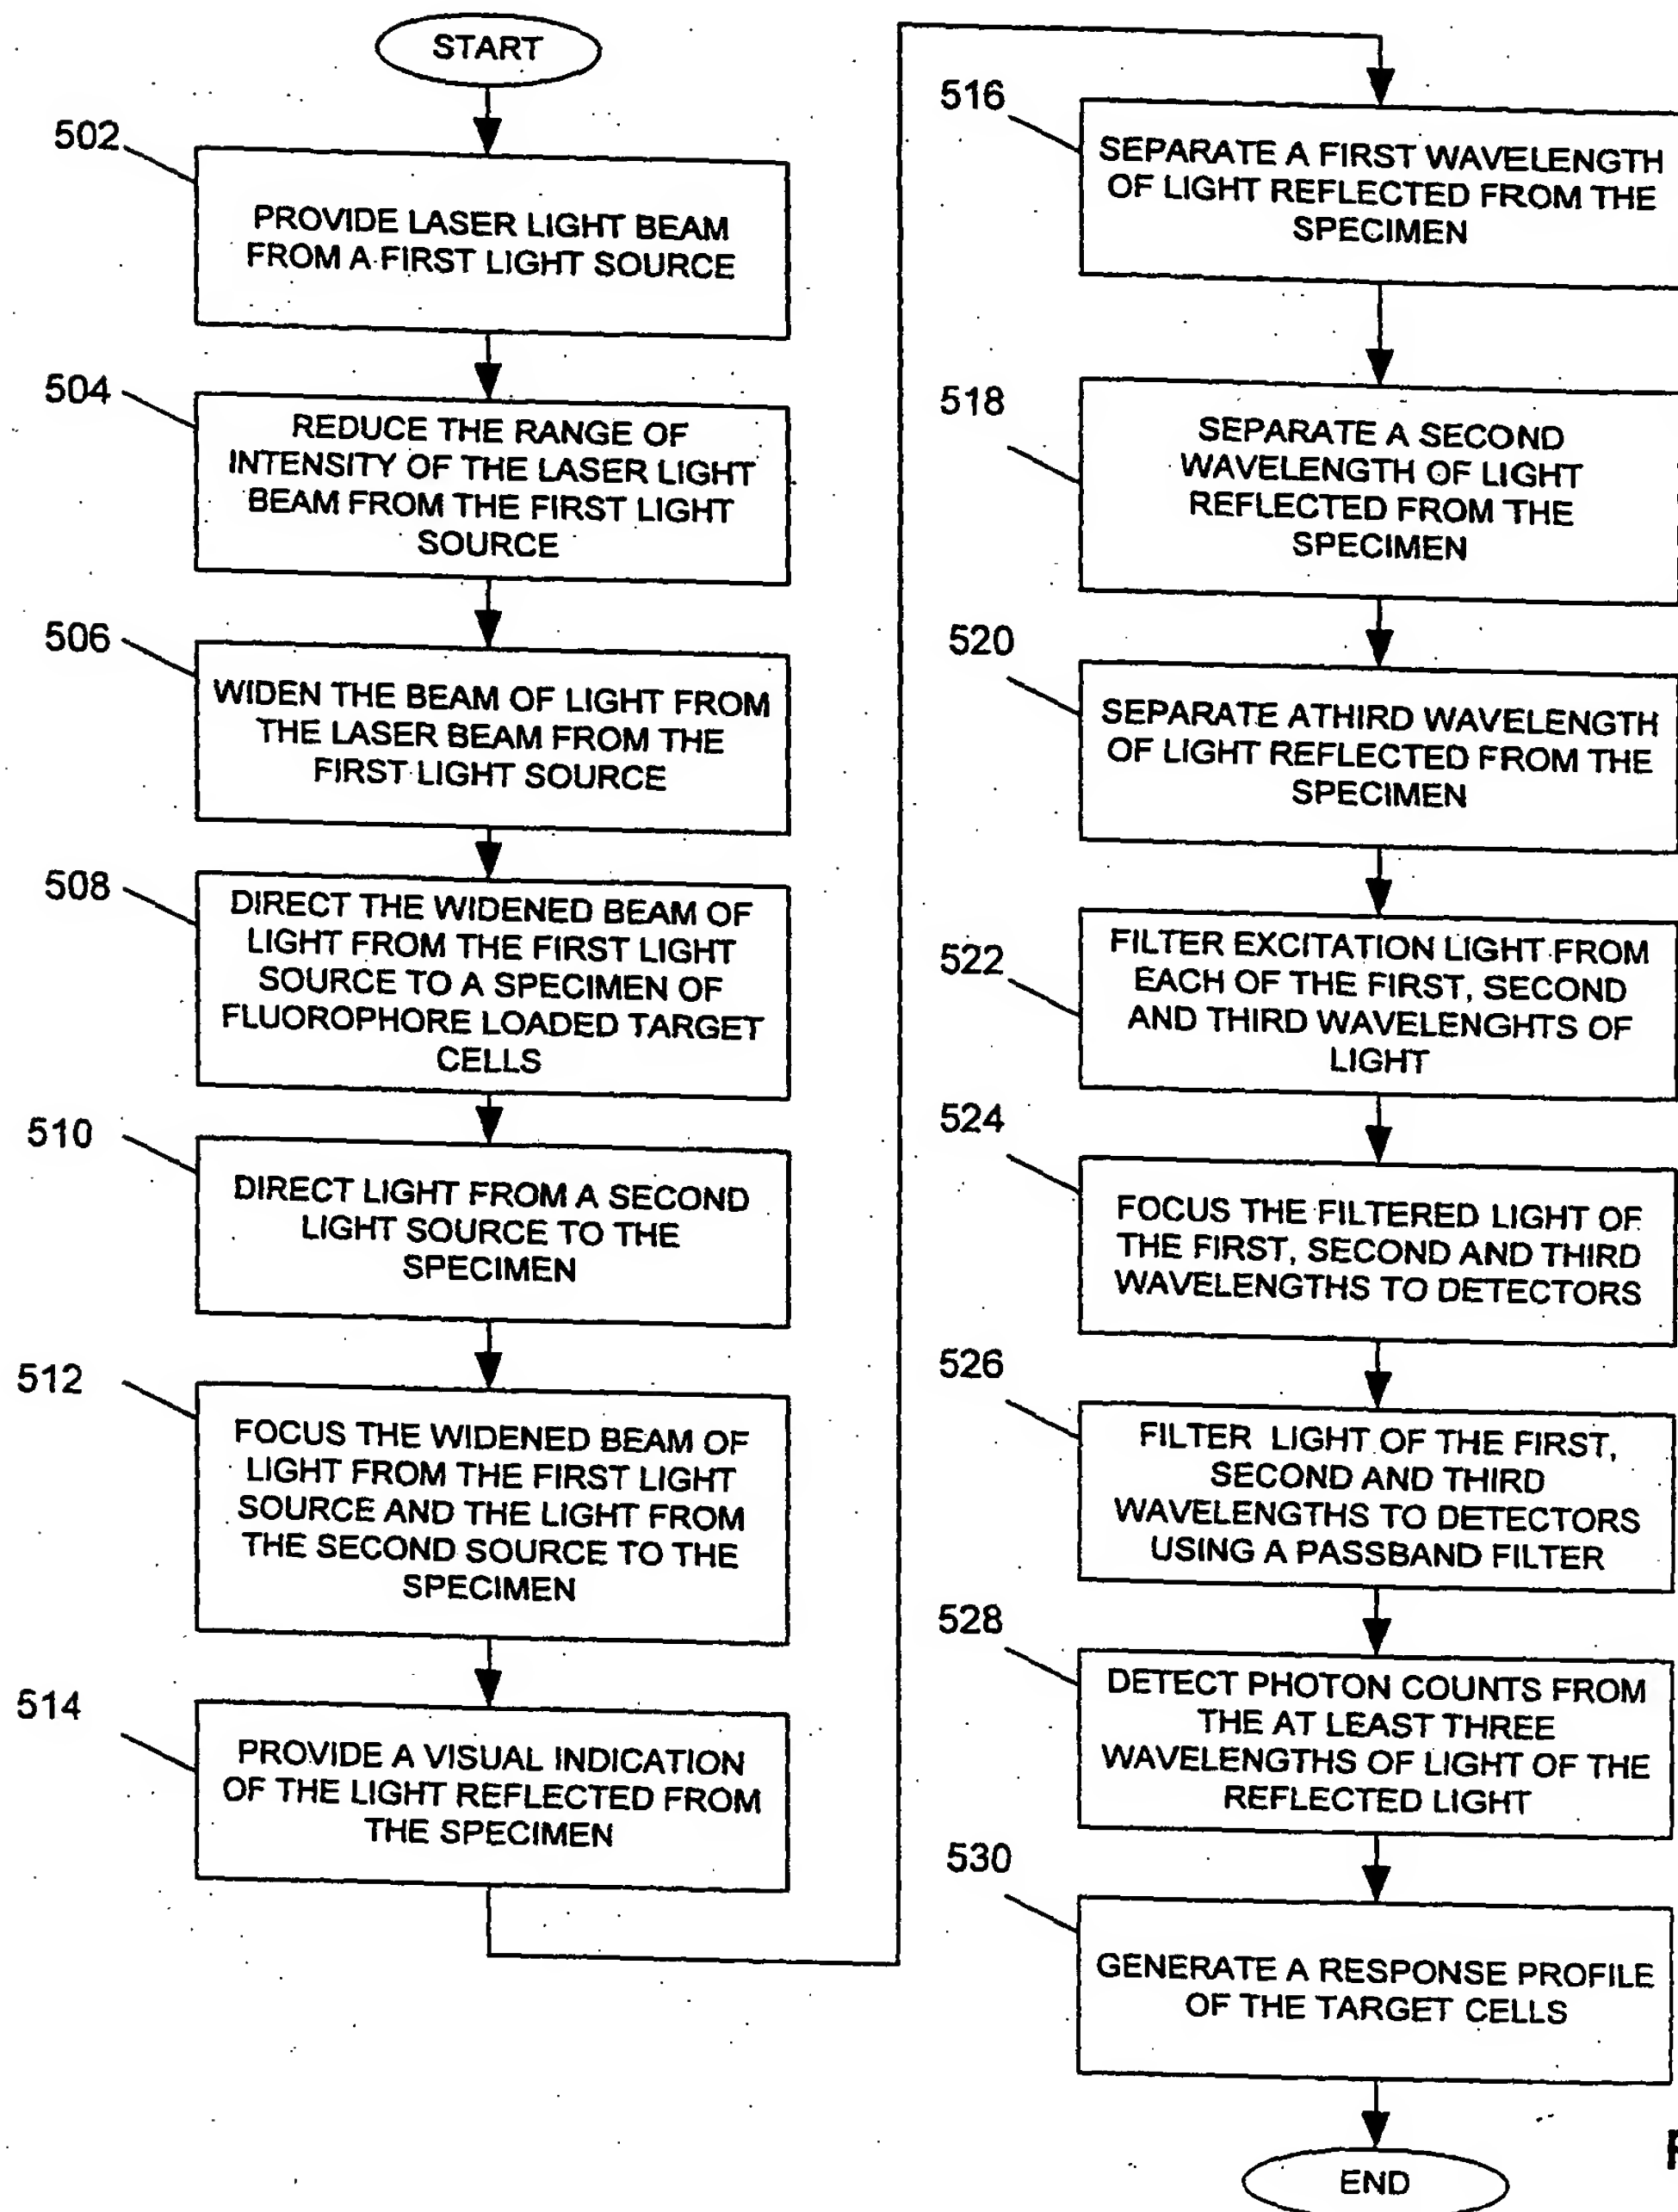 START
502
PROVIDE LASER LIGHT BEAM
FROM A FIRST LIGHT SOURCE
504
REDUCE THE RANGE OF
INTENSITY OF THE LASER LIGHT
BEAM FROM THE FIRST LIGHT
SOURCE
506
WIDEN THE BEAM OF LIGHT FROM
THE LASER BEAM FROM THE
FIRST LIGHT SOURCE
508
DIRECT THE WIDENED BEAM OF
LIGHT FROM THE FIRST LIGHT
SOURCE TO A SPECIMEN OF
FLUOROPHORE LOADED TARGET
CELLS
510
DIRECT LIGHT FROM A SECOND
LIGHT SOURCE TO THE
SPECIMEN
512
FOCUS THE WIDENED BEAM OF
LIGHT FROM THE FIRST LIGHT
SOURCE AND THE LIGHT FROM
THE SECOND SOURCE TO THE
SPECIMEN
514
PROVIDE A VISUAL INDICATION
OF THE LIGHT REFLECTED FROM
THE SPECIMEN
516
SEPARATE A FIRST WAVELENGTH
OF LIGHT REFLECTED FROM THE
SPECIMEN
518
SEPARATE A SECOND
WAVELENGTH OF LIGHT
REFLECTED FROM THE
SPECIMEN
520
SEPARATE ATHIRD WAVELENGTH
OF LIGHT REFLECTED FROM THE
SPECIMEN
522
FILTER EXCITATION LIGHT FROM
EACH OF THE FIRST, SECOND
AND THIRD WAVELENGHTS OF
LIGHT
524
FOCUS THE FILTERED LIGHT OF
THE FIRST, SECOND AND THIRD
WAVELENGTHS TO DETECTORS
526
FILTER LIGHT OF THE FIRST,
SECOND AND THIRD
WAVELENGTHS TO DETECTORS
USING A PASSBAND FILTER
528
DETECT PHOTON COUNTS FROM
THE AT LEAST THREE
WAVELENGTHS OF LIGHT OF THE
REFLECTED LIGHT
530
GENERATE A RESPONSE PROFILE
OF THE TARGET CELLS
END